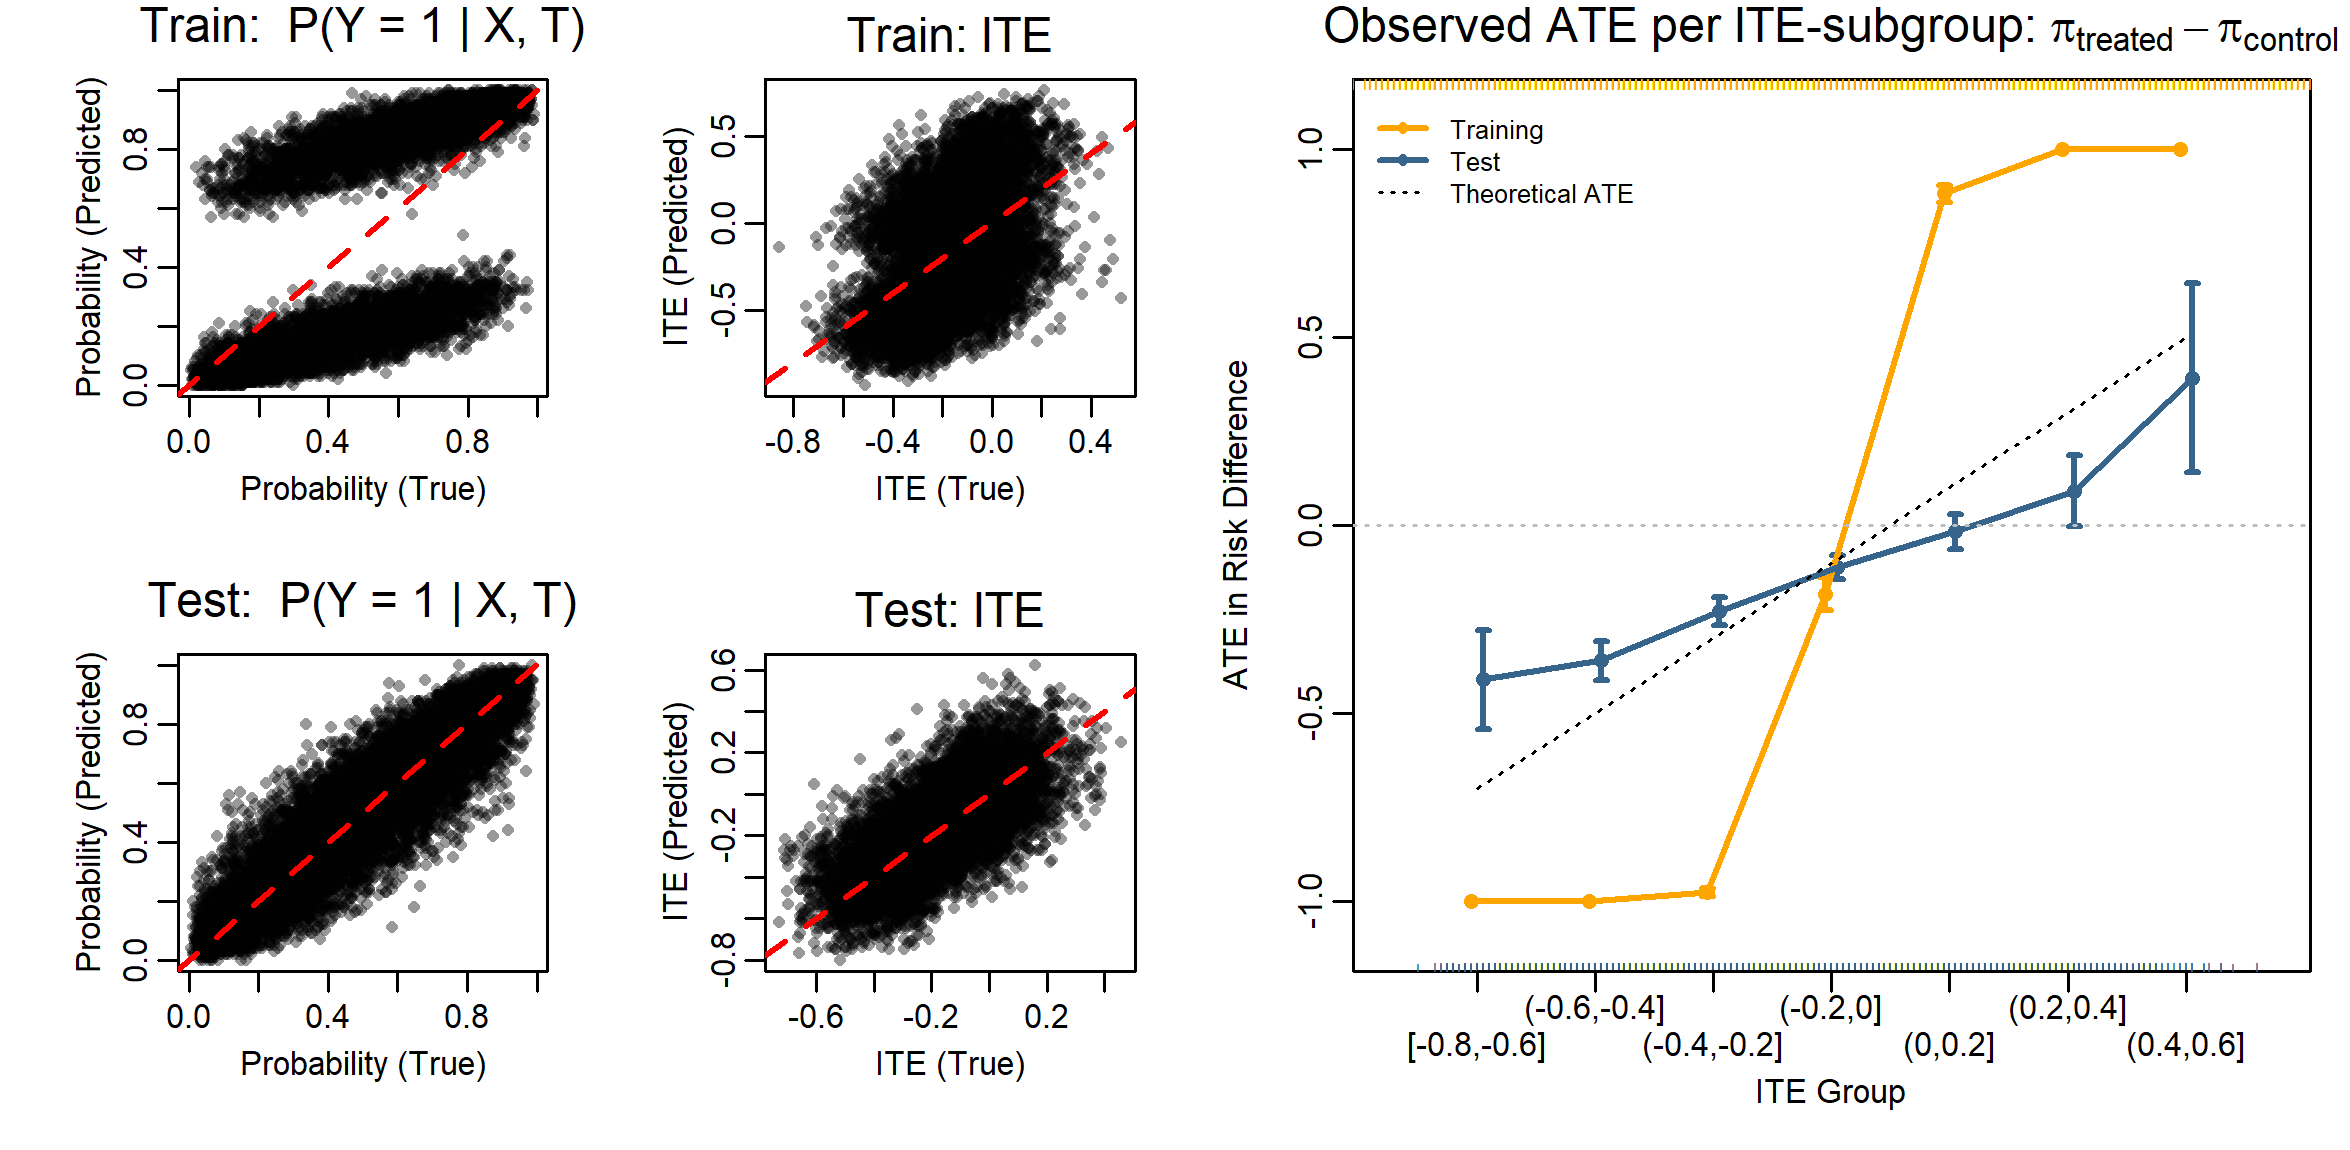 Train:  P(Y = 1 | X, T)
Probability (Predicted)
0.8
0.4
0.0
0.0 0.4 0.8
Probability (True)
Train: ITE
ITE (Predicted)
0.5
0.0
-0.5
-0.8 -0.4 0.0 0.4
ITE (True)
Test:  P(Y = 1 | X, T)
Probability (Predicted)
0.8
0.4
0.0
0.0 0.4 0.8
Probability (True)
Test: ITE
ITE (Predicted)
0.6
0.2
-0.2
-0.8
-0.6 -0.2 0.2
ITE (True)
Observed ATE per ITE-subgroup: πtreated − πcontrol
Training
Test
Theoretical ATE
ATE in Risk Difference
1.0
0.5
0.0
-0.5
-1.0
(-0.6,-0.4] (-0.2,0] (0.2,0.4]
[-0.8,-0.6] (-0.4,-0.2] (0,0.2] (0.4,0.6]
ITE Group